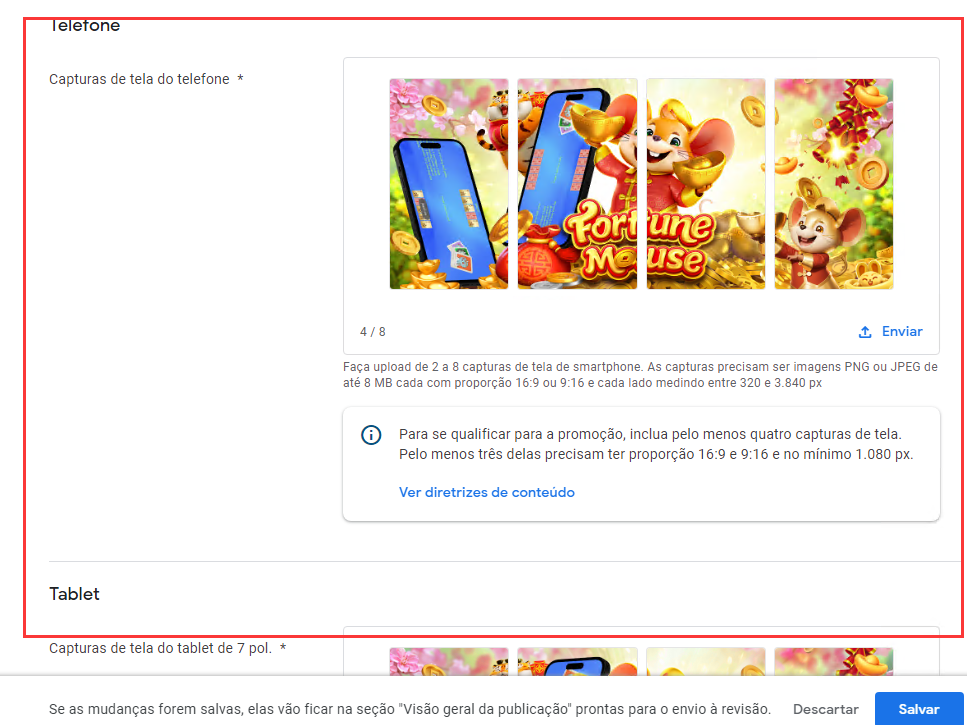 Telefone
Capturas de tela do telefone *
Fortune
Mouse
4 / 8
Enviar
Faça upload de 2 a 8 capturas de tela de smartphone. As capturas precisam ser imagens PNG ou JPEG de
até 8 MB cada com proporção 16:9 ou 9:16 e cada lado medindo entre 320 e 3.840 px
Para se qualificar para a promoção, inclua pelo menos quatro capturas de tela.
Pelo menos três delas precisam ter proporção 16:9 e 9:16 e no mínimo 1.080 px.
Ver diretrizes de conteúdo
Tablet
Capturas de tela do tablet de 7 pol. *
Se as mudanças forem salvas, elas vão ficar na seção "Visão geral da publicação" prontas para o envio à revisão.
Descartar
Salvar